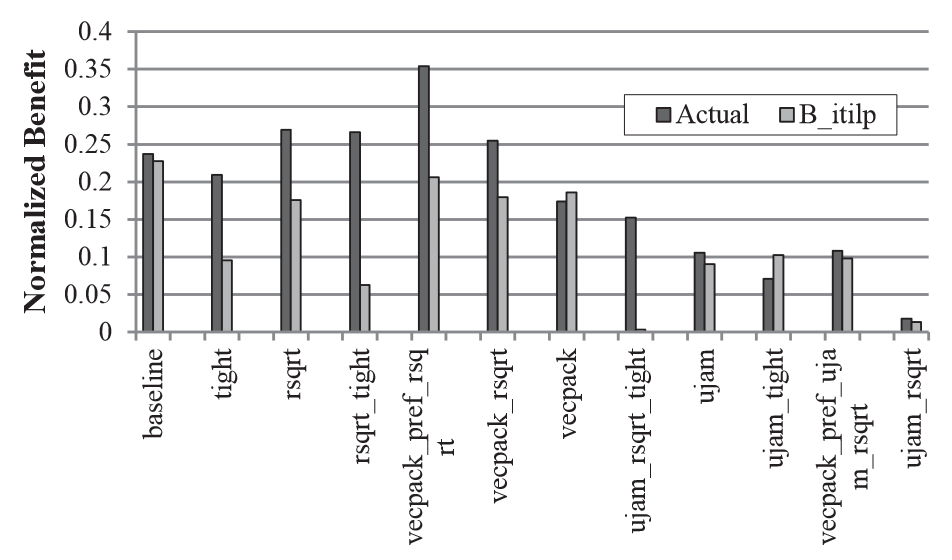 0.4
0.35
0.3
0.25
0.2
0.15
0.1
0.05
0
Normalized Benefit
Actual
B_itilp
baseline
tight
rsqrt
rsqrt_tight
vecpack_pref_rsq
rt
vecpack_rsqrt
vecpack
ujam_rsqrt_tight
ujam
ujam_tight
vecpack_pref_uja
m_rsqrt
ujam_rsqrt